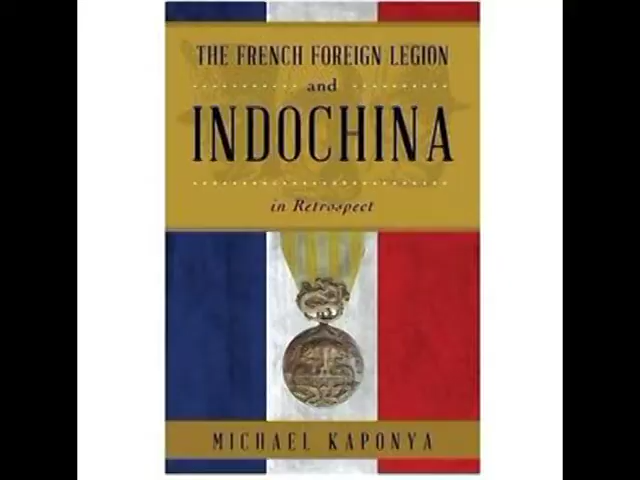 THE FRENCH FOREIGN LEGION
and
INDOCHINA
in Retrospect
MICHAEL KAPONYA